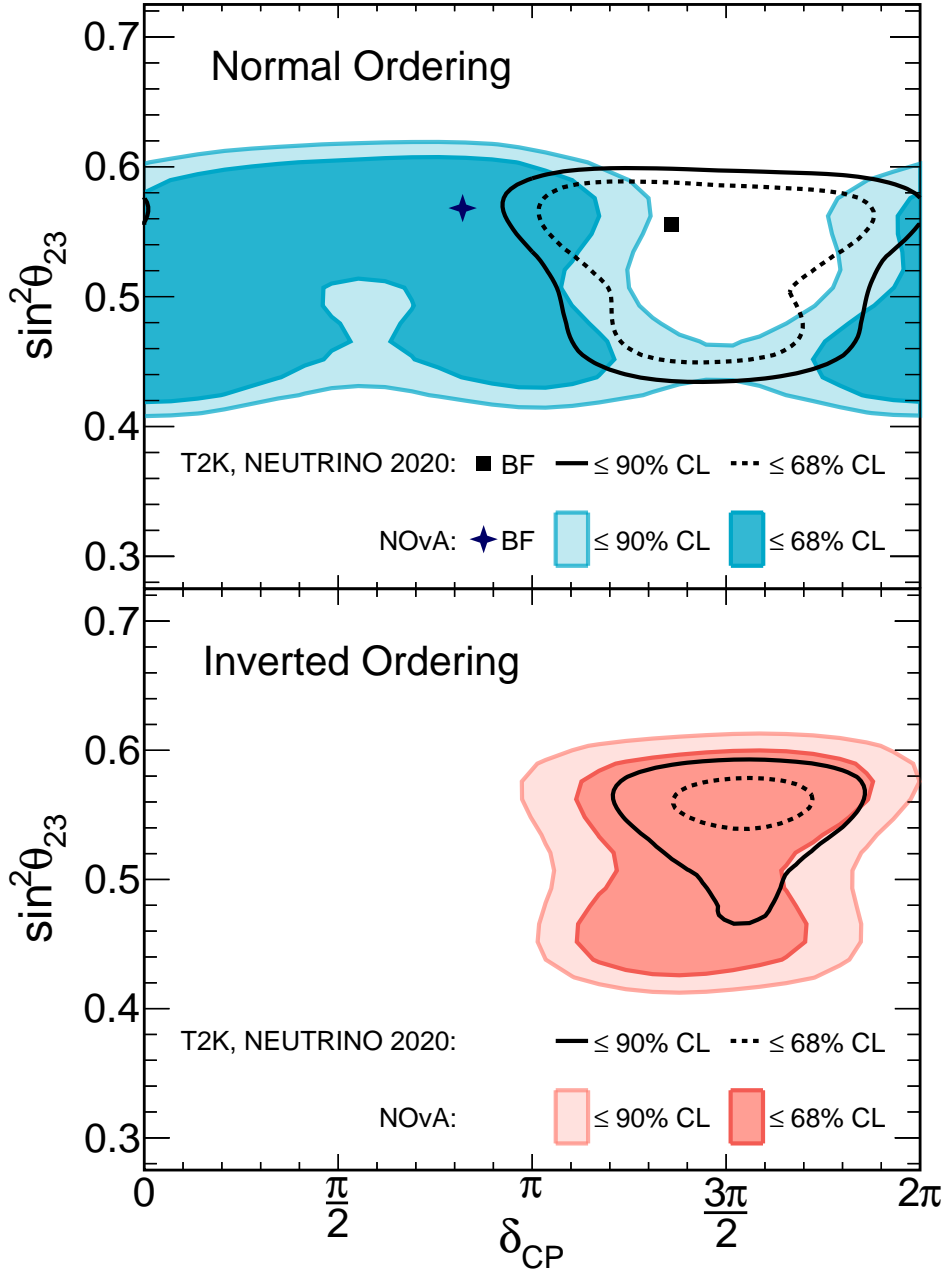 0.7
Normal Ordering
0.6
0.5
sin²θ₂₃
0.4
T2K, NEUTRINO 2020: BF ≤ 90% CL ≤ 68% CL
NOvA: BF ≤ 90% CL ≤ 68% CL
0.3
0.7
Inverted Ordering
0.6
0.5
sin²θ₂₃
0.4
T2K, NEUTRINO 2020: ≤ 90% CL ≤ 68% CL
NOvA: ≤ 90% CL ≤ 68% CL
0.3
0 π/2 π 3π/2 2π
δ_CP